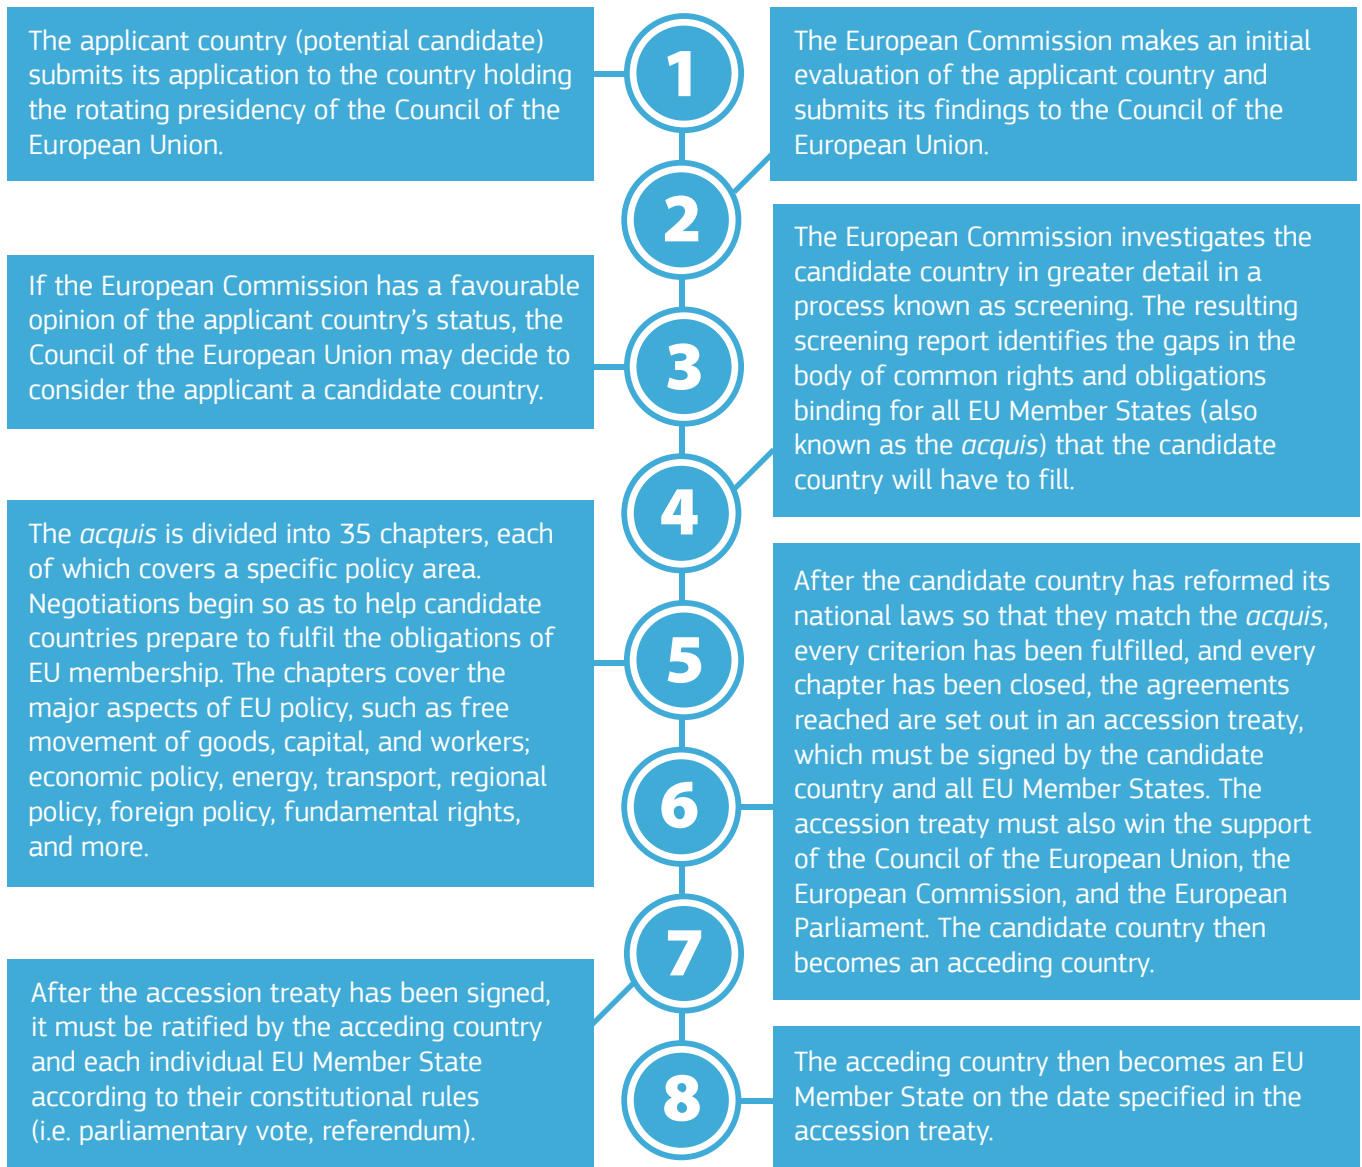 1
The applicant country (potential candidate)
submits its application to the country holding
the rotating presidency of the Council of the
European Union.
2
The European Commission makes an initial
evaluation of the applicant country and
submits its findings to the Council of the
European Union.
3
If the European Commission has a favourable
opinion of the applicant country’s status, the
Council of the European Union may decide to
consider the applicant a candidate country.
4
The European Commission investigates the
candidate country in greater detail in a
process known as screening. The resulting
screening report identifies the gaps in the
body of common rights and obligations
binding for all EU Member States (also
known as the acquis) that the candidate
country will have to fill.
5
The acquis is divided into 35 chapters, each
of which covers a specific policy area.
Negotiations begin so as to help candidate
countries prepare to fulfil the obligations of
EU membership. The chapters cover the
major aspects of EU policy, such as free
movement of goods, capital, and workers;
economic policy, energy, transport, regional
policy, foreign policy, fundamental rights,
and more.
6
After the candidate country has reformed its
national laws so that they match the acquis,
every criterion has been fulfilled, and every
chapter has been closed, the agreements
reached are set out in an accession treaty,
which must be signed by the candidate
country and all EU Member States. The
accession treaty must also win the support
of the Council of the European Union, the
European Commission, and the European
Parliament. The candidate country then
becomes an acceding country.
7
After the accession treaty has been signed,
it must be ratified by the acceding country
and each individual EU Member State
according to their constitutional rules
(i.e. parliamentary vote, referendum).
8
The acceding country then becomes an EU
Member State on the date specified in the
accession treaty.